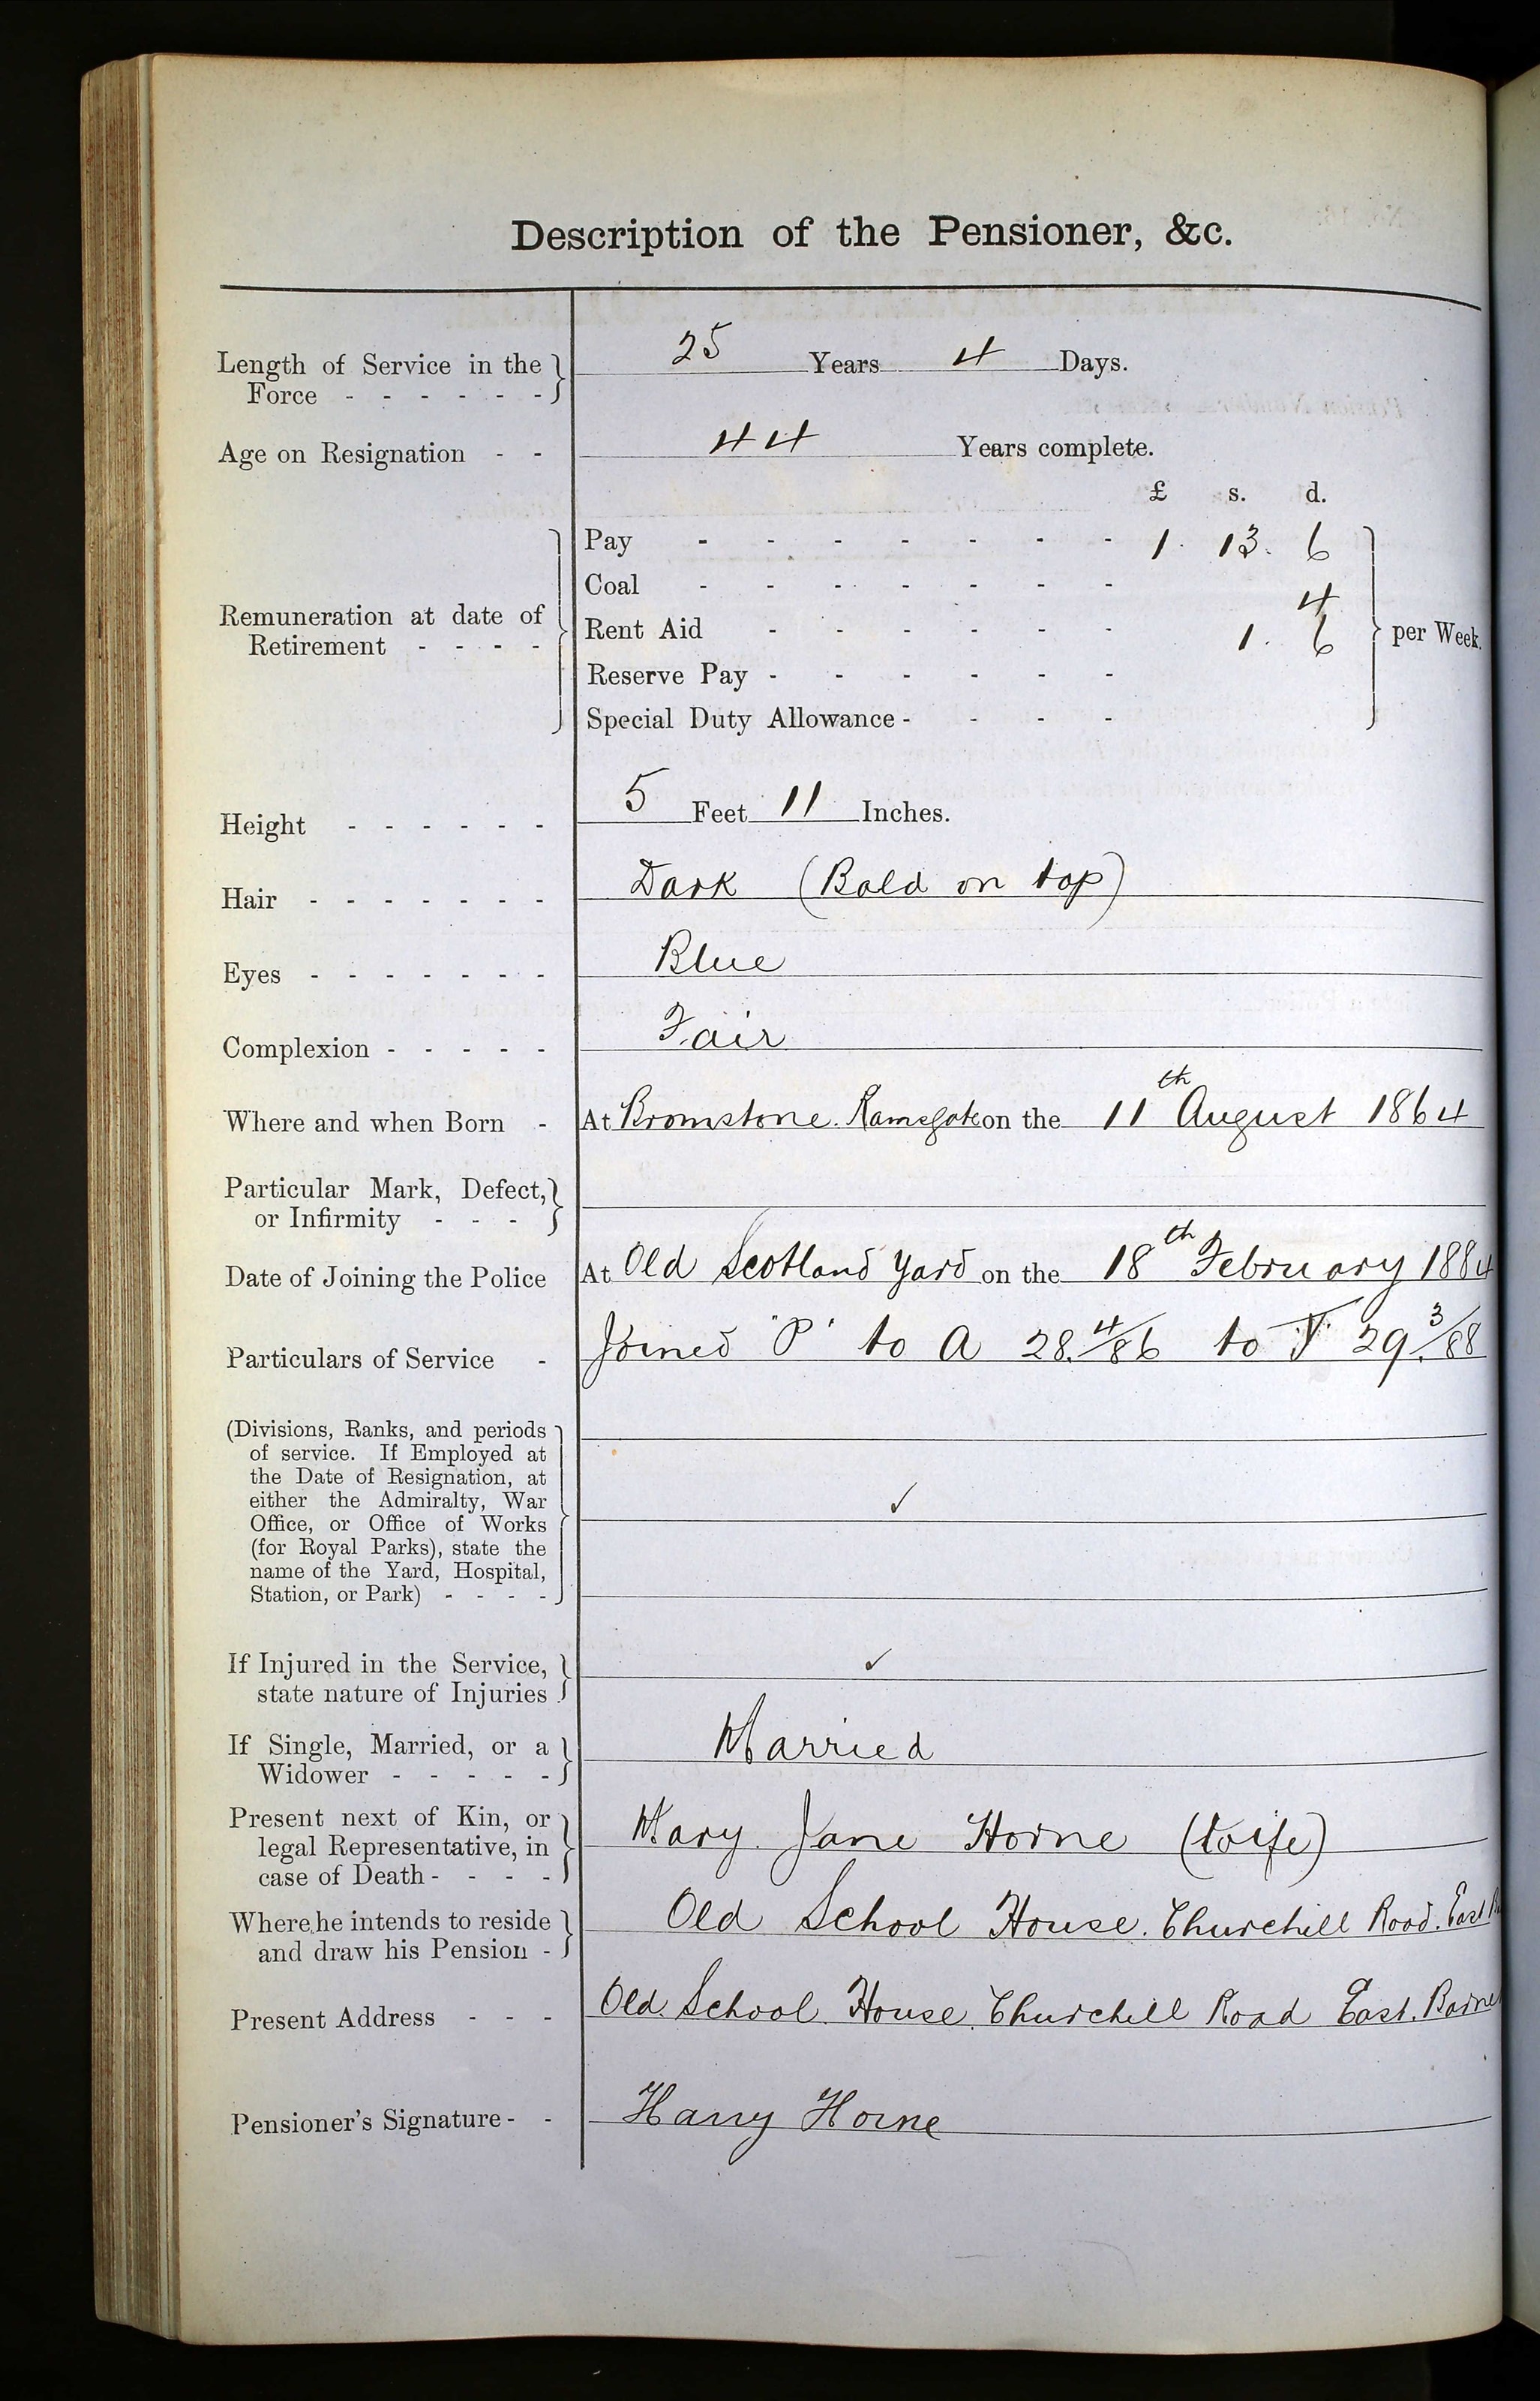 Description of the Pensioner, &c.
Length of Service in the Force - - - - - - 25 Years 4 Days.
Age on Resignation - - 44 Years complete.
£ s. d.
Pay - - - - - - - 1. 13. 6
Coal - - - - - - - 4
Remuneration at date of Retirement - - - -
Rent Aid - - - - - - 1. 6 per Week.
Reserve Pay - - - - - -
Special Duty Allowance - - - -
Height - - - - - - 5 Feet 11 Inches.
Hair - - - - - - - Dark (Bald on top)
Eyes - - - - - - - Blue
Complexion - - - - - Fair
Where and when Born - At Bromstone. Ramsgate on the 11th August 1864
Particular Mark, Defect, or Infirmity - - -
Date of Joining the Police At Old Scotland Yard on the 18th February 1884
Particulars of Service - Joined "P" to A 28.4/86 to 29.3/88
(Divisions, Ranks, and periods
of service. If Employed at
the Date of Resignation, at
either the Admiralty, War
Office, or Office of Works
(for Royal Parks), state the
name of the Yard, Hospital,
Station, or Park) - - - -
✓
If Injured in the Service, state nature of Injuries ✓
If Single, Married, or a Widower - - - - - Married
Present next of Kin, or legal Representative, in case of Death - - - - Mary Jane Horne (Wife)
Where he intends to reside and draw his Pension - Old School House. Churchill Road. East
Present Address - - - Old School House. Churchill Road East. Barnet
Pensioner's Signature - - Harry Horne